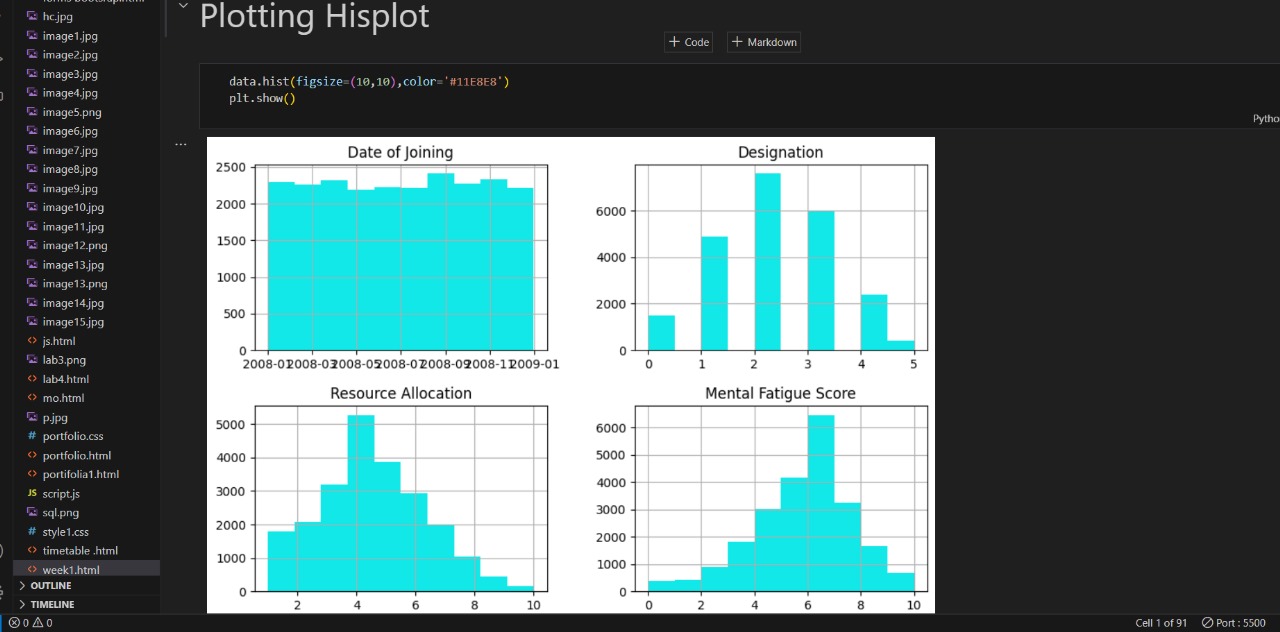 hc.jpg
image1.jpg
image2.jpg
image3.jpg
image4.jpg
image5.png
image6.jpg
image7.jpg
image8.jpg
image9.jpg
image10.jpg
image11.jpg
image12.png
image13.jpg
image13.png
image14.jpg
image15.jpg
JS js.html
lab3.png
lab4.html
mo.html
p.jpg
# portfolio.css
portfolio.html
portifolia1.html
JS script.js
sql.png
# style1.css
timetable .html
week1.html
OUTLINE
TIMELINE
Plotting Hisplot
+ Code + Markdown
data.hist(figsize=(10,10),color='#11E8E8')
plt.show()
Pytho
...
Date of Joining
2500
2000
1500
1000
500
0
2008-01 2008-03 2008-05 2008-07 2008-09 2008-11 2009-01
Designation
6000
4000
2000
0
0 1 2 3 4 5
Resource Allocation
5000
4000
3000
2000
1000
0
2 4 6 8 10
Mental Fatigue Score
6000
5000
4000
3000
2000
1000
0
0 2 4 6 8 10
0 0
Cell 1 of 91 Port : 5500